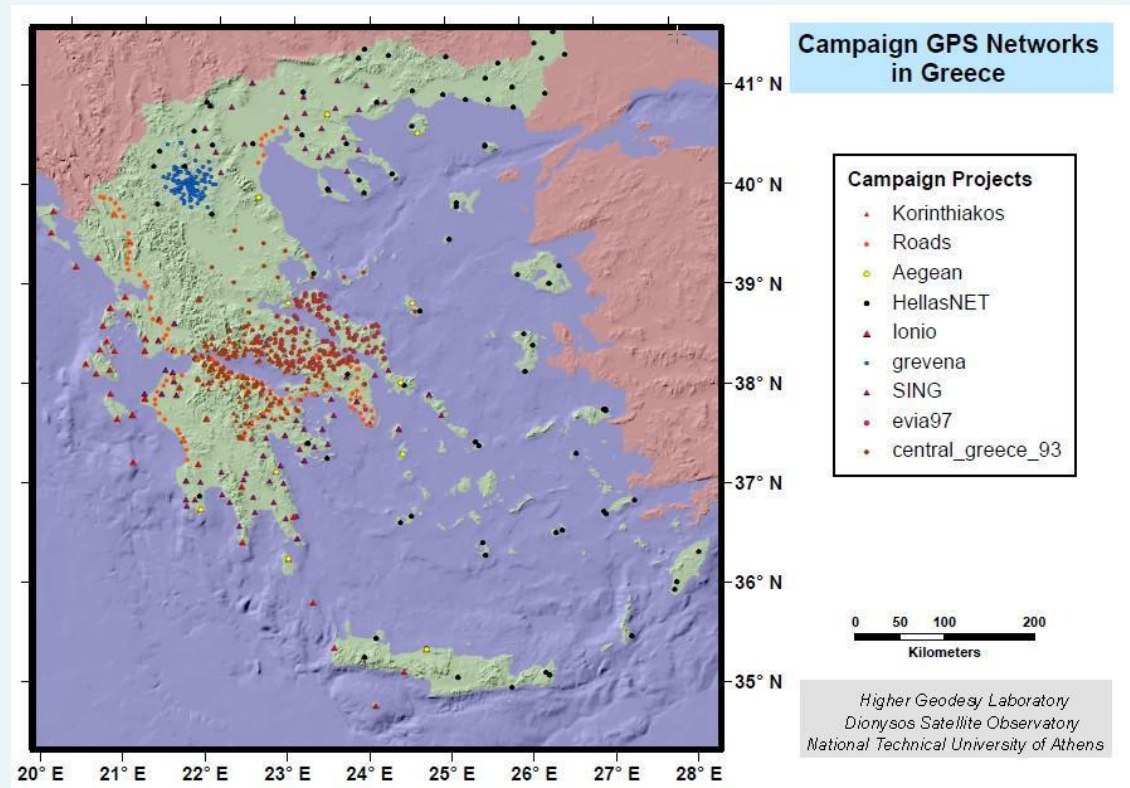 Campaign GPS Networks
in Greece
41° N
40° N
39° N
38° N
37° N
36° N
35° N
Campaign Projects
Korinthiakos
Roads
Aegean
HellasNET
Ionio
grevena
SING
evia97
central_greece_93
0 50 100 200
Kilometers
Higher Geodesy Laboratory
Dionysos Satellite Observatory
National Technical University of Athens
20° E 21° E 22° E 23° E 24° E 25° E 26° E 27° E 28° E